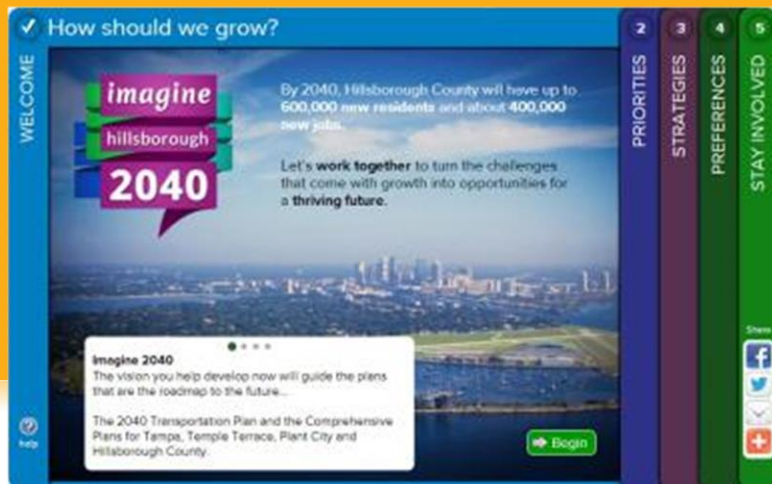 How should we grow?
WELCOME
imagine
hillsborough
2040
By 2040, Hillsborough County will have up to
600,000 new residents and about 400,000
new jobs.
Let's work together to turn the challenges
that come with growth into opportunities for
a thriving future.
Imagine 2040
The vision you help develop now will guide the plans
that are the roadmap to the future...
The 2040 Transportation Plan and the Comprehensive
Plans for Tampa, Temple Terrace, Plant City and
Hillsborough County.
Begin
help
2
PRIORITIES
3
STRATEGIES
4
PREFERENCES
5
STAY INVOLVED
Share
f